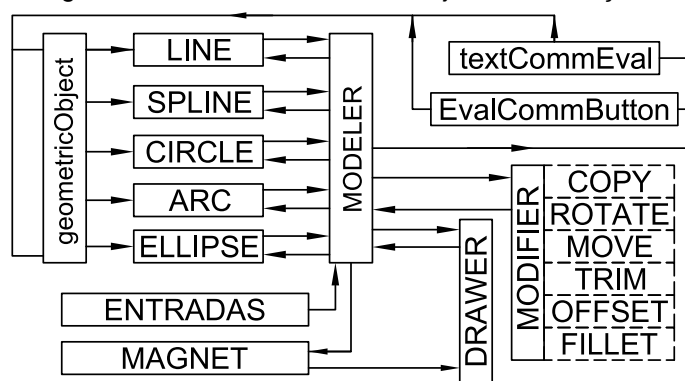 geometricObject
LINE
SPLINE
CIRCLE
ARC
ELLIPSE
ENTRADAS
MAGNET
MODELER
textCommEval
EvalCommButton
DRAWER
MODIFIER
COPY
ROTATE
MOVE
TRIM
OFFSET
FILLET